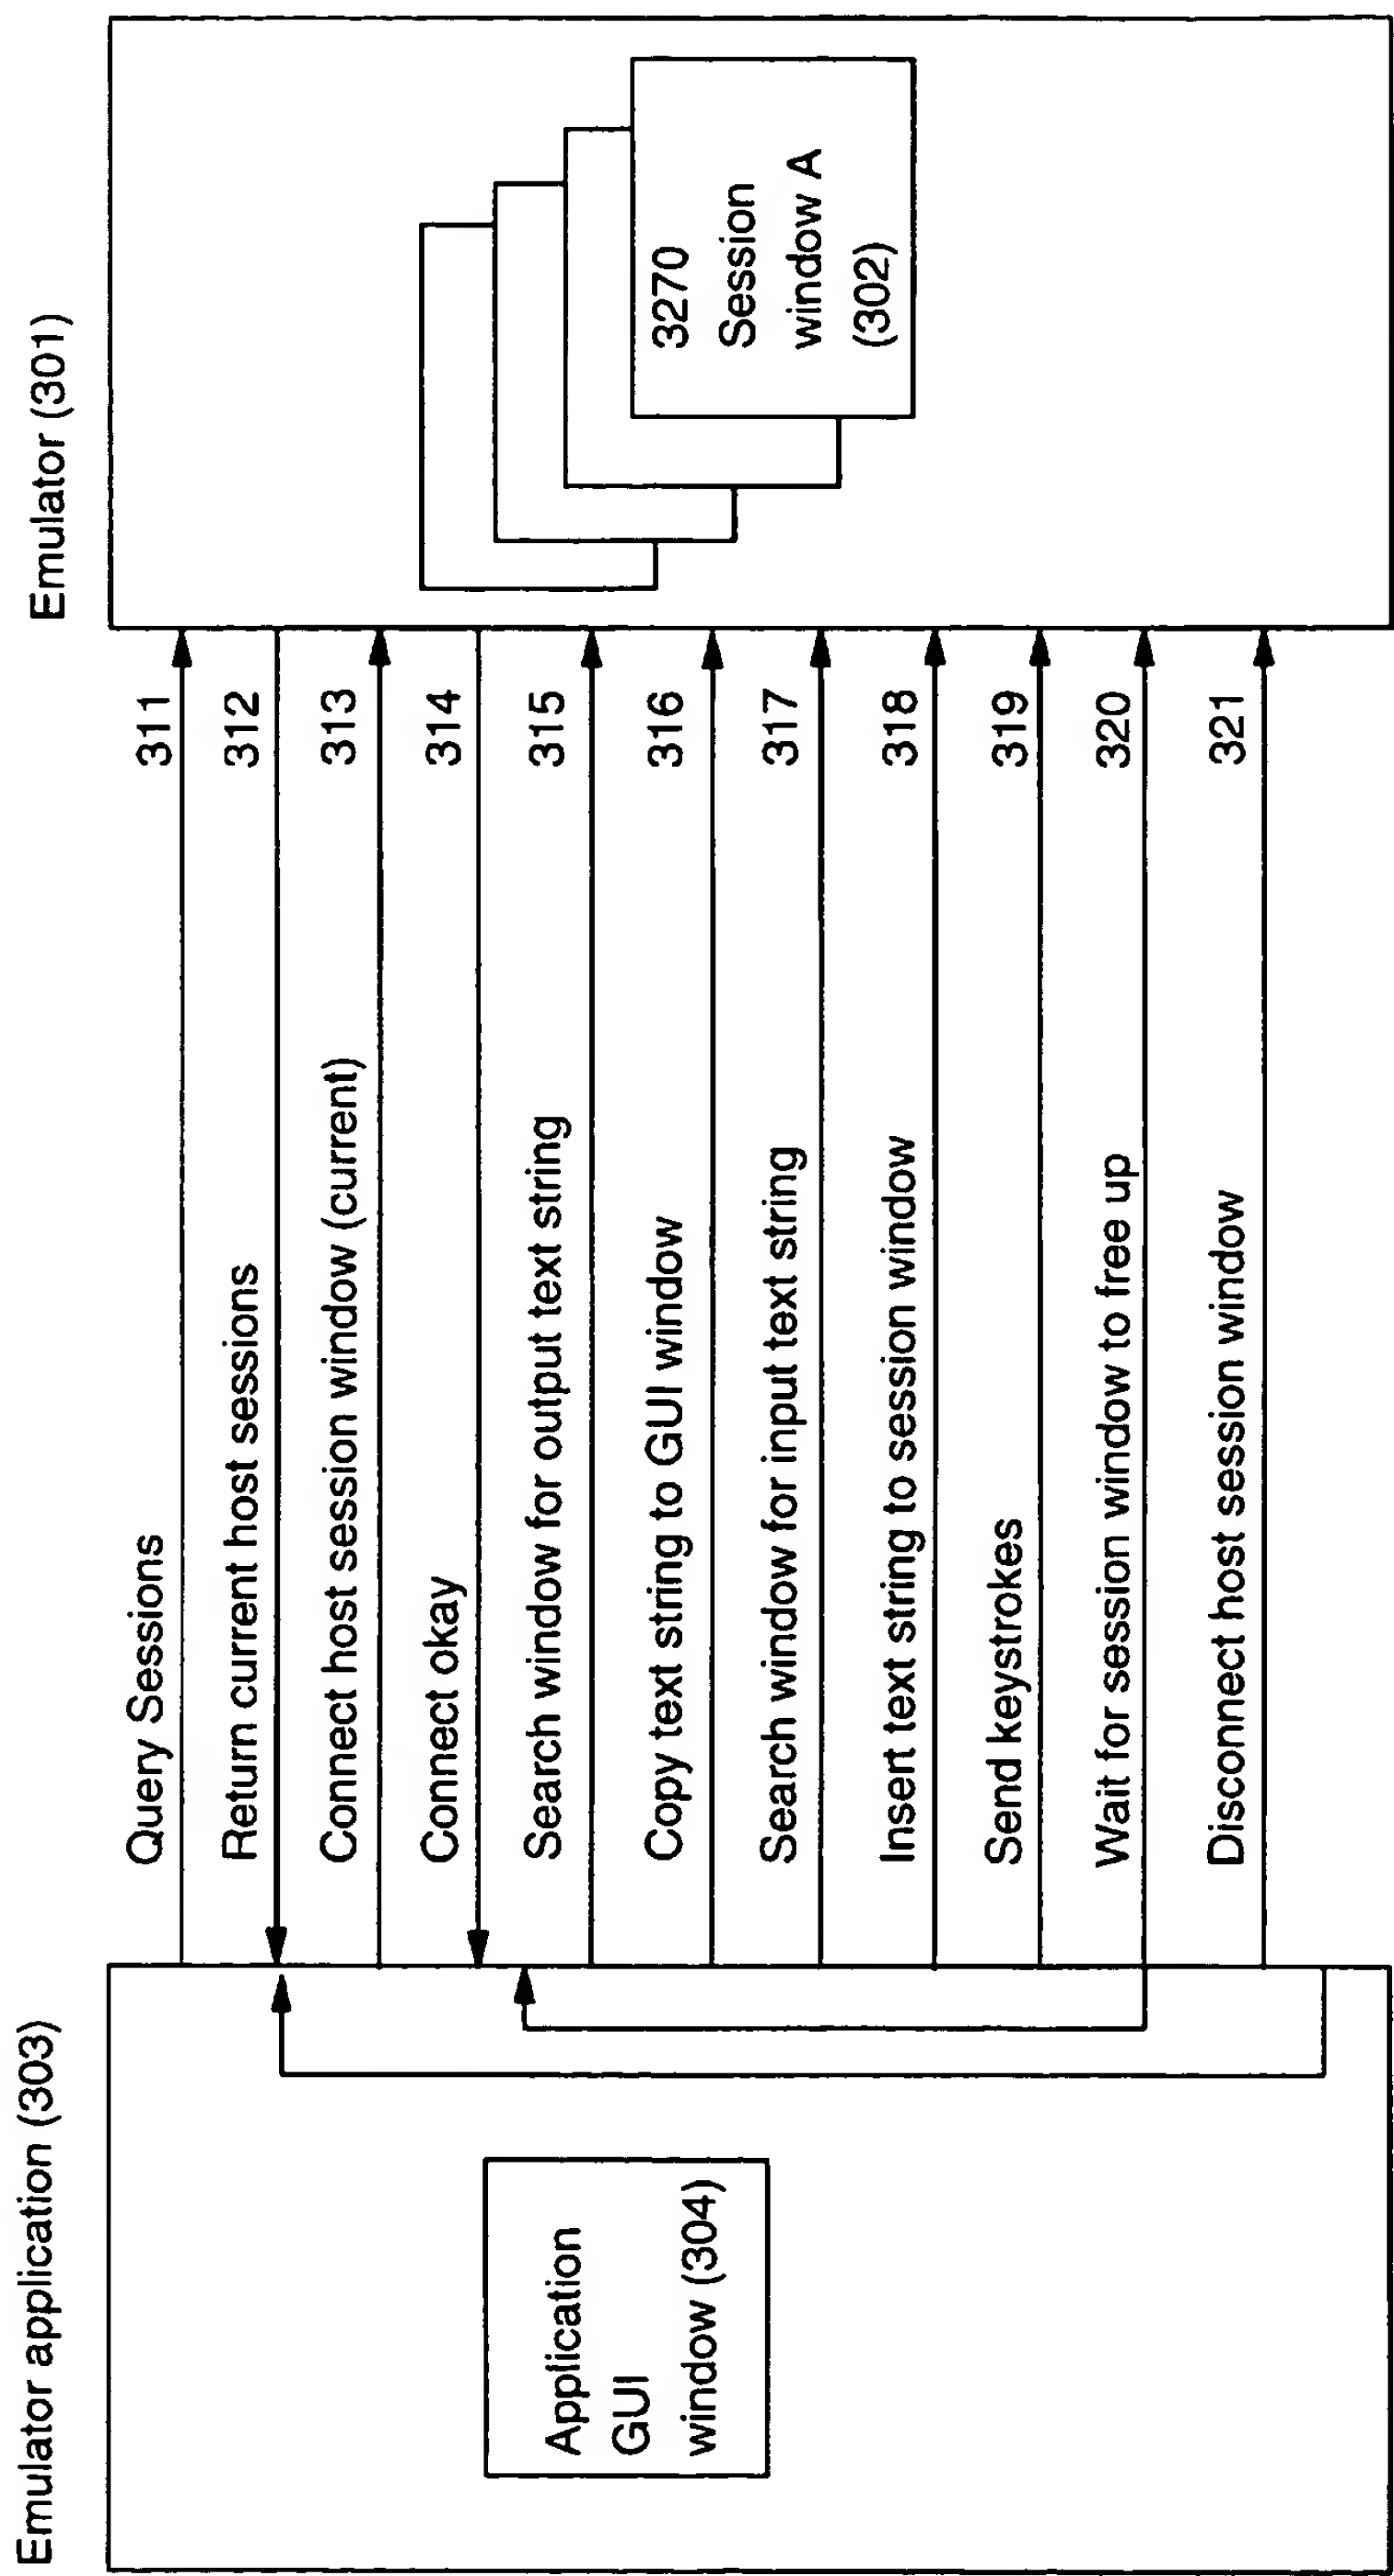 Emulator application (303)
Emulator (301)
Query Sessions
311
Return current host sessions
312
Connect host session window (current)
313
Connect okay
314
Search window for output text string
315
Copy text string to GUI window
316
Search window for input text string
317
Insert text string to session window
318
Send keystrokes
319
Wait for session window to free up
320
Disconnect host session window
321
Application
GUI
window (304)
3270
Session
window A
(302)